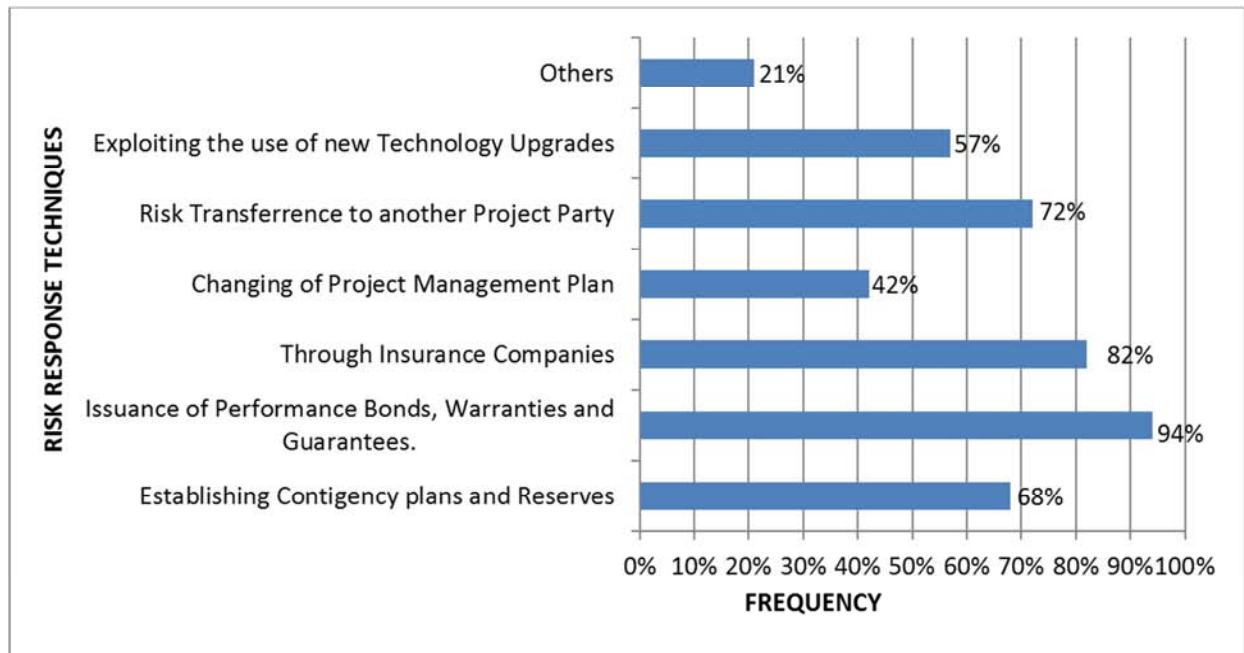 RISK RESPONSE TECHNIQUES
Others
21%
Exploiting the use of new Technology Upgrades
57%
Risk Transferrence to another Project Party
72%
Changing of Project Management Plan
42%
Through Insurance Companies
82%
Issuance of Performance Bonds, Warranties and
Guarantees.
94%
Establishing Contigency plans and Reserves
68%
0% 10% 20% 30% 40% 50% 60% 70% 80% 90% 100%
FREQUENCY